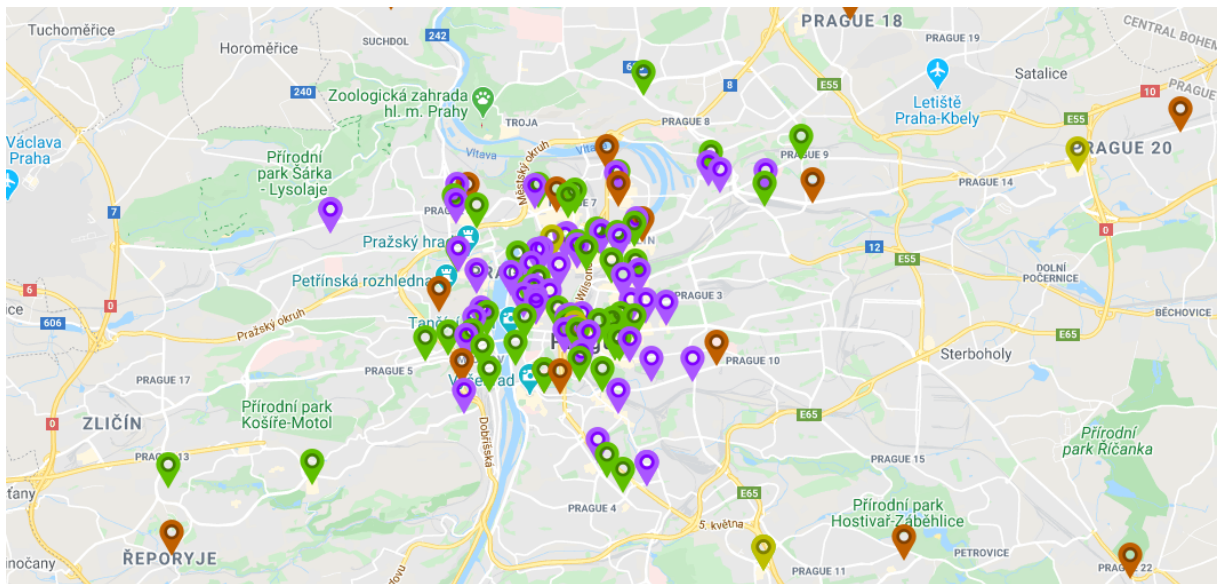 Tuchoměřice
Horoměřice
SUCHDOL
242
PRAGUE 18
PRAGUE 19
CENTRAL BOHEM
Satalice
PRAGUE
240
Zoologická zahrada
hl. m. Prahy
8
E55
Letiště
Praha-Kbely
10
E55
TROJA
PRAGUE 8
Václava
Praha
Vltava
Městský okruh
PRAGUE 9
PRAGUE 20
Přírodní
park Šárka
- Lysolaje
PRAGUE 14
7
7
0
Pražský hrad
12
E55
DOLNÍ
POČERNICE
Petřínská rozhledna
Wilson
6
0
PRAGUE 3
BĚCHOVICE
606
Pražský okruh
E65
Sterboholy
PRAGUE 10
PRAGUE 17
PRAGUE 5
ZLIČÍN
Přírodní park
Košíře-Motol
E65
0
Dobříšská
Přírodní
park Říčanka
PRAGUE 13
PRAGUE 15
E65
PRAGUE 4
Přírodní park
Hostivař-Záběhlice
5. května
ŘEPORYJE
PETROVICE
PRAGUE 11
22